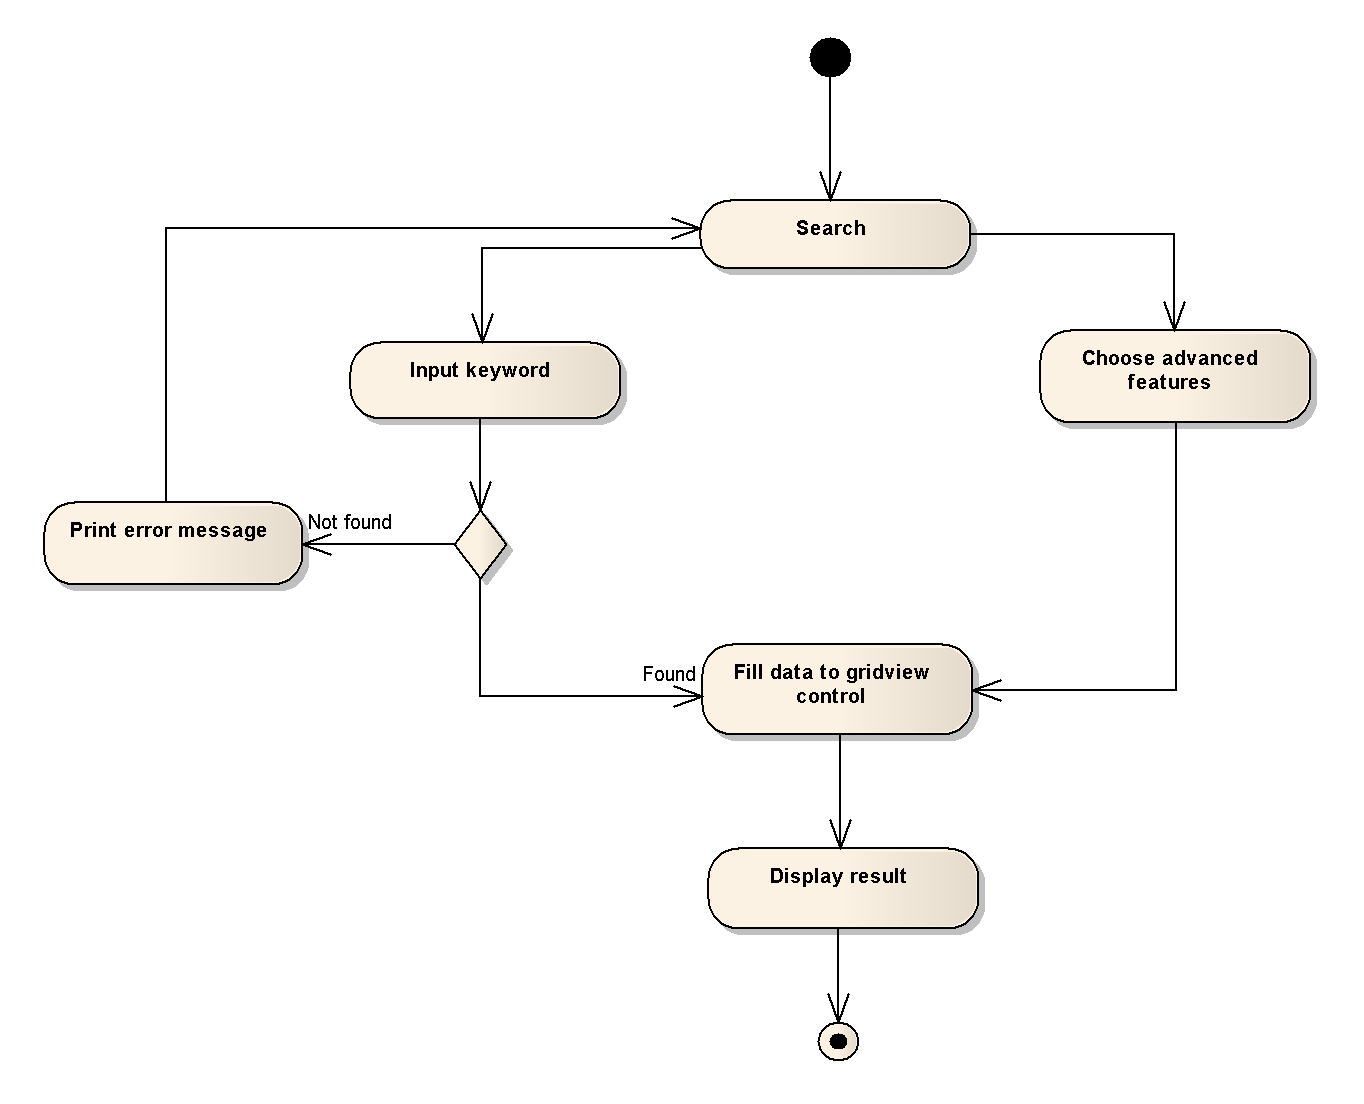 Search
Input keyword
Choose advanced
features
Print error message
Not found
Found
Fill data to gridview
control
Display result